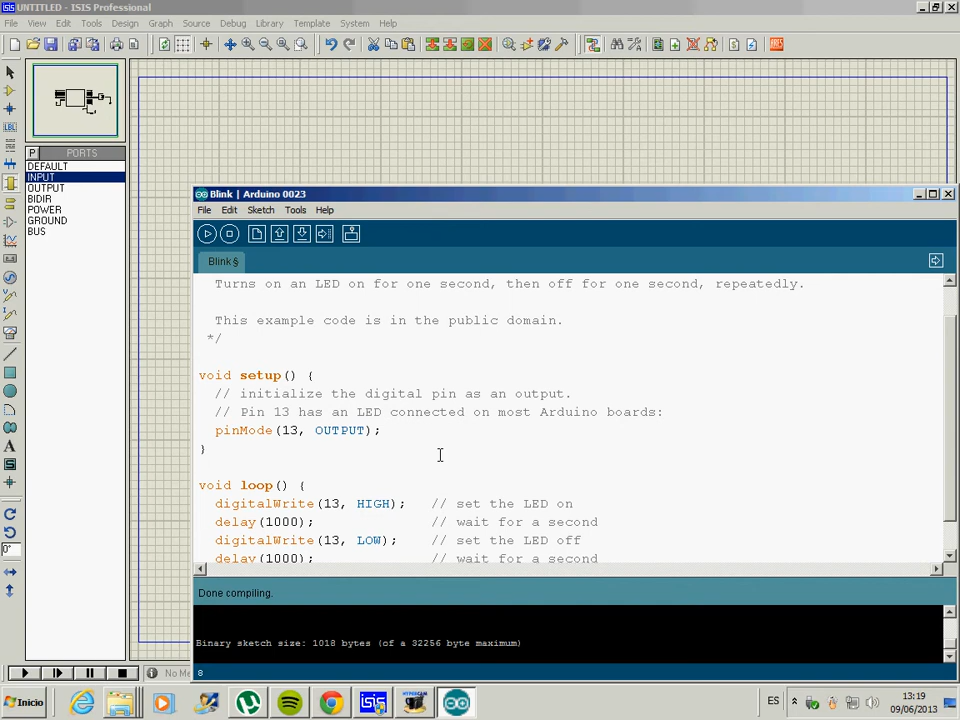 UNTITLED - ISIS Professional
File View Edit Tools Design Graph Source Debug Library Template System Help
LBL
P PORTS
DEFAULT
INPUT
OUTPUT
BIDIR
POWER
GROUND
BUS
A
0°
Blink | Arduino 0023
File Edit Sketch Tools Help
Blink §
Turns on an LED on for one second, then off for one second, repeatedly.
This example code is in the public domain.
*/
void setup() {
// initialize the digital pin as an output.
// Pin 13 has an LED connected on most Arduino boards:
pinMode(13, OUTPUT);
}
void loop() {
digitalWrite(13, HIGH); // set the LED on
delay(1000); // wait for a second
digitalWrite(13, LOW); // set the LED off
delay(1000); // wait for a second
Done compiling.
Binary sketch size: 1018 bytes (of a 32256 byte maximum)
8
No Me
Inicio
ISIS
ES
13:19
09/06/2013